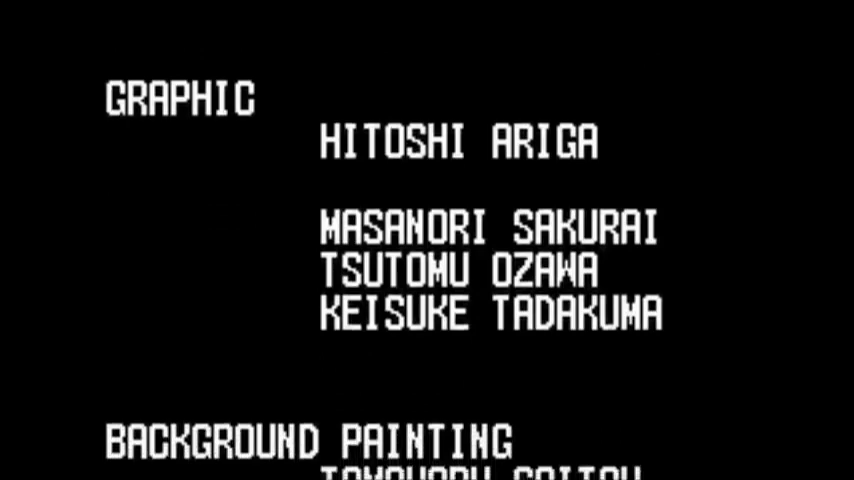 GRAPHIC
HITOSHI ARIGA
MASANORI SAKURAI
TSUTOMU OZAWA
KEISUKE TADAKUMA
BACKGROUND PAINTING